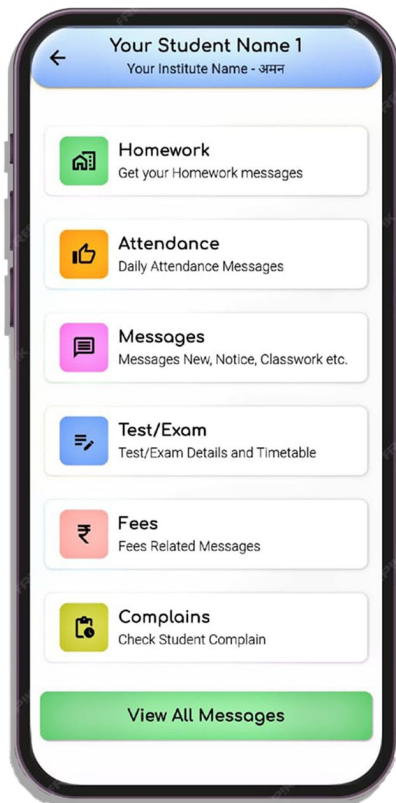 Your Student Name 1
Your Institute Name - अमन
Homework
Get your Homework messages
Attendance
Daily Attendance Messages
Messages
Messages New, Notice, Classwork etc.
Test/Exam
Test/Exam Details and Timetable
₹
Fees
Fees Related Messages
Complains
Check Student Complain
View All Messages